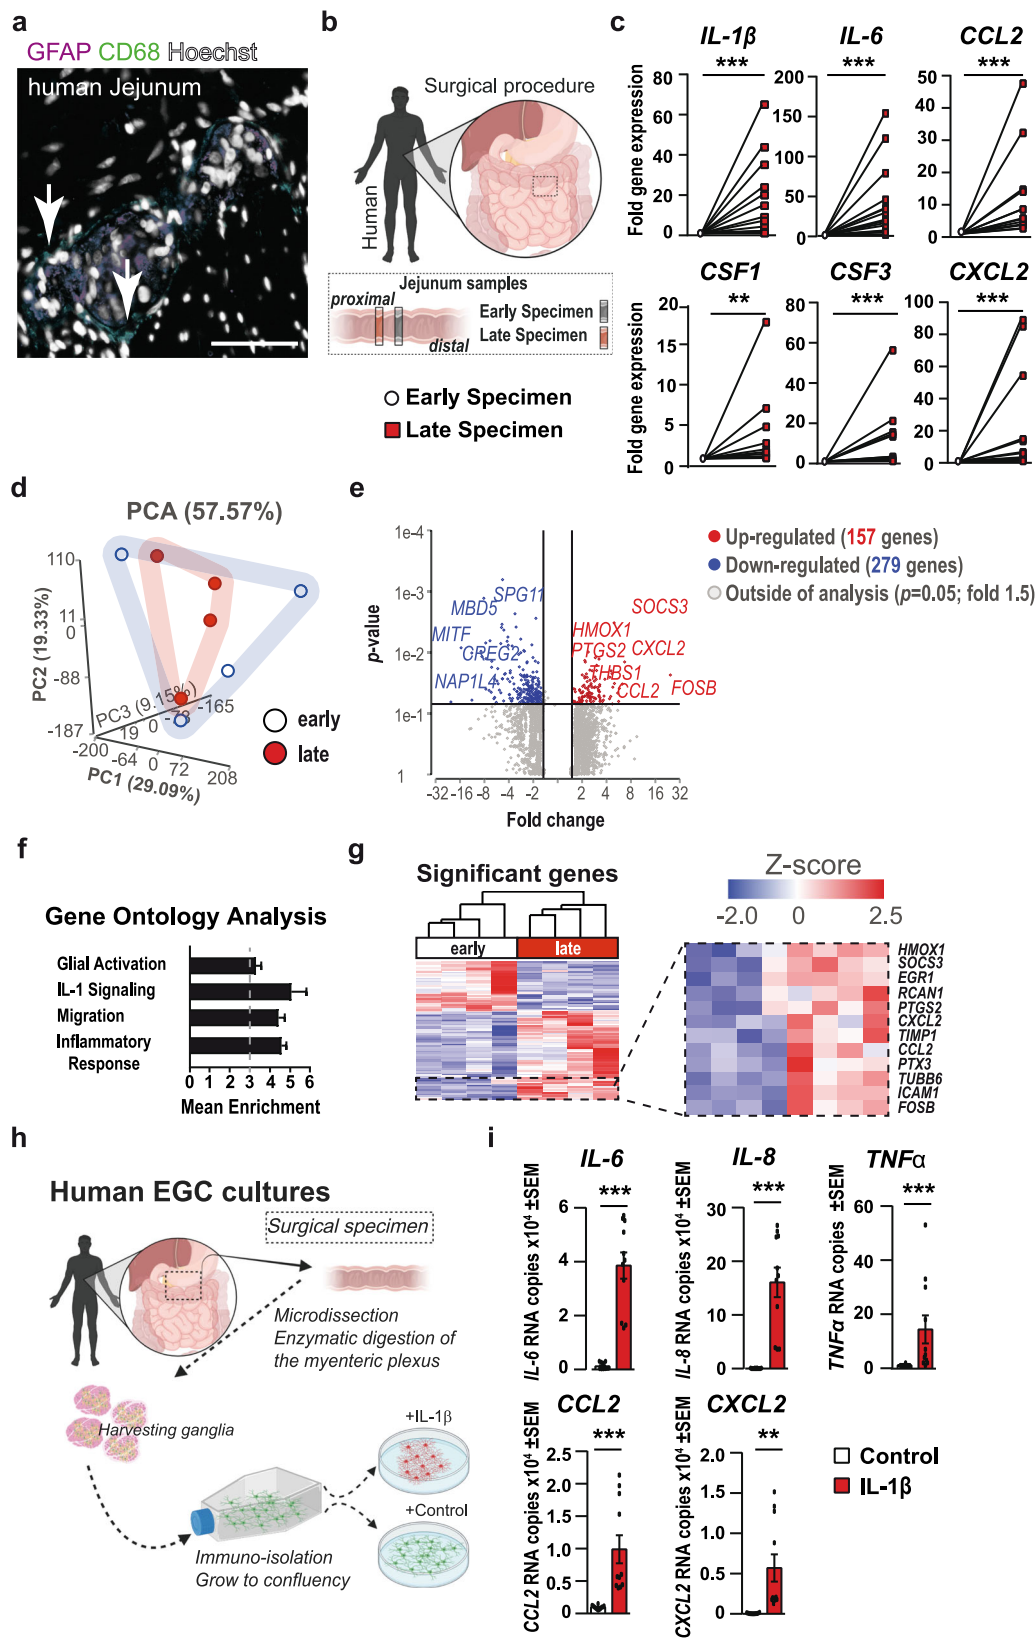 a
GFAP CD68 Hoechst
human Jejunum
b
Surgical procedure
Human
Jejunum samples
proximal
Early Specimen
Late Specimen
distal
Early Specimen
Late Specimen
c
IL-1β IL-6 CCL2
*** *** ***
Fold gene expression
80
60
40
20
0
200
150
100
50
0
50
40
30
20
10
0
CSF1 CSF3 CXCL2
** *** ***
Fold gene expression
20
15
10
5
0
80
60
40
20
0
100
80
60
40
20
0
d
PCA (57.57%)
PC2 (19.33%)
110
11
0
-88
-187
PC3 (9.15%)
19
0
-78
-165
-200
-64
0
72
208
PC1 (29.09%)
early
late
e
p-value
1e-4
1e-3
1e-2
1e-1
1
SPG11
MBD5
MITF
CREG2
NAP1L4
SOCS3
HMOX1
PTGS2 CXCL2
THBS1
CCL2 FOSB
-32 -16 -8 -4 -2 2 4 8 16 32
Fold change
Up-regulated (157 genes)
Down-regulated (279 genes)
Outside of analysis (p=0.05; fold 1.5)
f
Gene Ontology Analysis
Glial Activation
IL-1 Signaling
Migration
Inflammatory
Response
0 1 2 3 4 5 6
Mean Enrichment
g
Significant genes
early late
Z-score
-2.0 0 2.5
HMOX1
SOCS3
EGR1
RCAN1
PTGS2
CXCL2
TIMP1
CCL2
PTX3
TUBB6
ICAM1
FOSB
h
Human EGC cultures
Surgical specimen
Microdissection
Enzymatic digestion of
the myenteric plexus
Harvesting ganglia
+IL-1β
+Control
Immuno-isolation
Grow to confluency
i
IL-6 IL-8 TNFα
*** *** ***
IL-6 RNA copies x10⁴ ±SEM
6
4
2
0
IL-8 RNA copies x10⁴ ±SEM
30
20
10
0
TNFα RNA copies ±SEM
60
40
20
0
CCL2 CXCL2
*** **
CCL2 RNA copies x10⁴ ±SEM
2.5
2.0
1.5
1.0
0.5
0
CXCL2 RNA copies x10⁴ ±SEM
2.0
1.5
1.0
0.5
0
Control
IL-1β